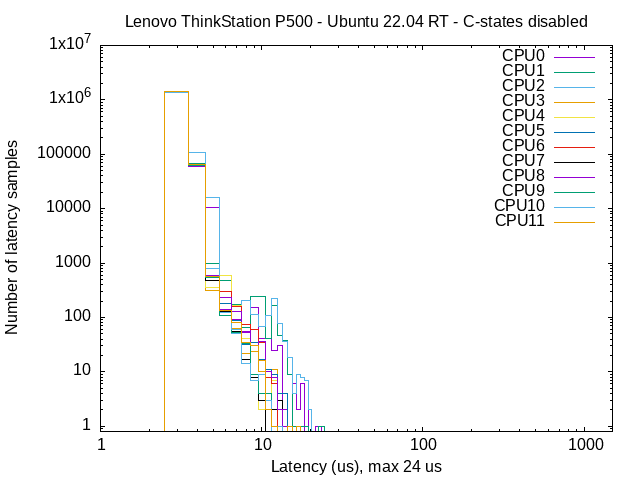 Lenovo ThinkStation P500 - Ubuntu 22.04 RT - C-states disabled
1x10^7
1x10^6
100000
10000
1000
100
10
1
Number of latency samples
CPU0
CPU1
CPU2
CPU3
CPU4
CPU5
CPU6
CPU7
CPU8
CPU9
CPU10
CPU11
1 10 100 1000
Latency (us), max 24 us